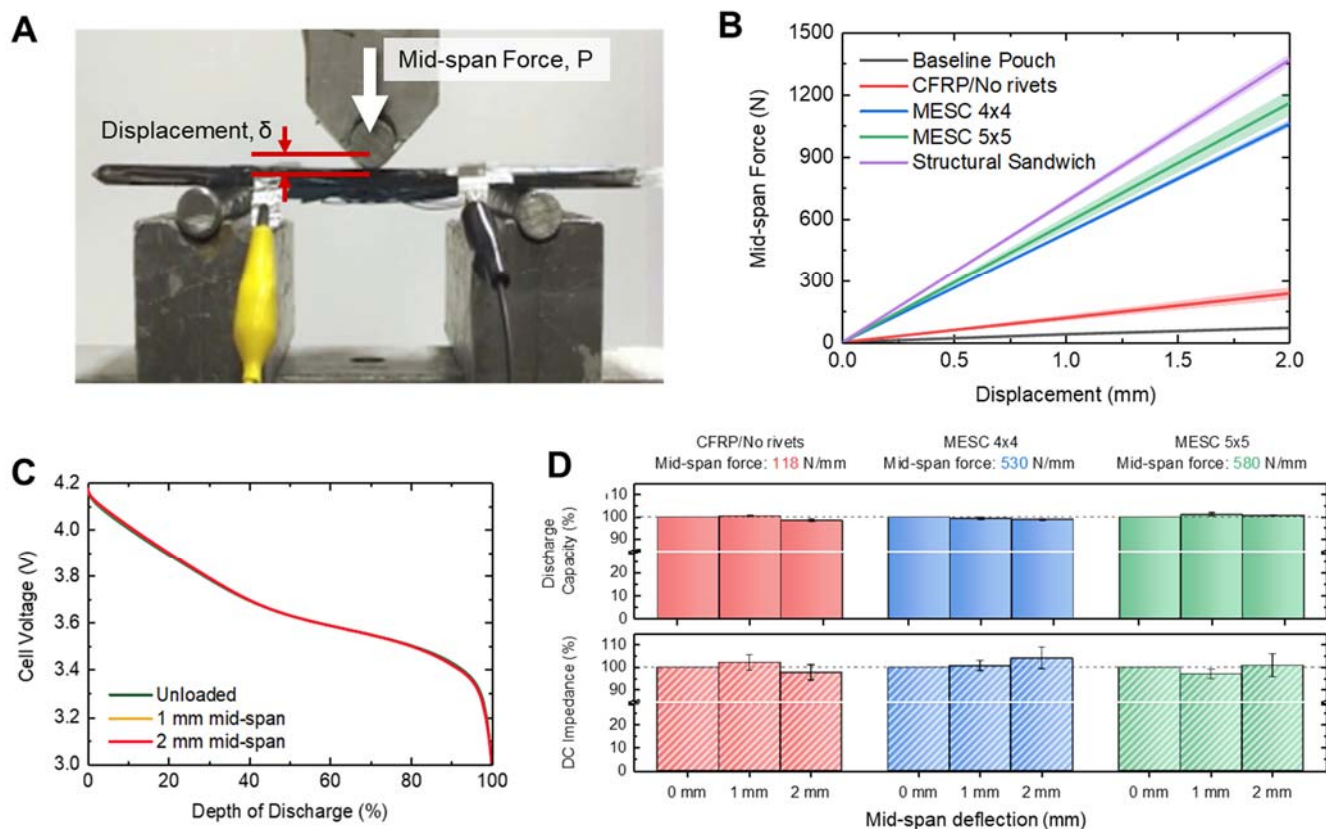 A
Mid-span Force, P
Displacement, δ
B
Mid-span Force (N)
1500
1200
900
600
300
0
Baseline Pouch
CFRP/No rivets
MESC 4x4
MESC 5x5
Structural Sandwich
0.0 0.5 1.0 1.5 2.0
Displacement (mm)
C
Cell Voltage (V)
4.2
4.0
3.8
3.6
3.4
3.2
3.0
Unloaded
1 mm mid-span
2 mm mid-span
0 20 40 60 80 100
Depth of Discharge (%)
D
CFRP/No rivets
Mid-span force: 118 N/mm
MESC 4x4
Mid-span force: 530 N/mm
MESC 5x5
Mid-span force: 580 N/mm
Discharge
Capacity (%)
110
100
90
20
10
0
DC Impedance (%)
110
100
90
20
10
0
0 mm 1 mm 2 mm 0 mm 1 mm 2 mm 0 mm 1 mm 2 mm
Mid-span deflection (mm)